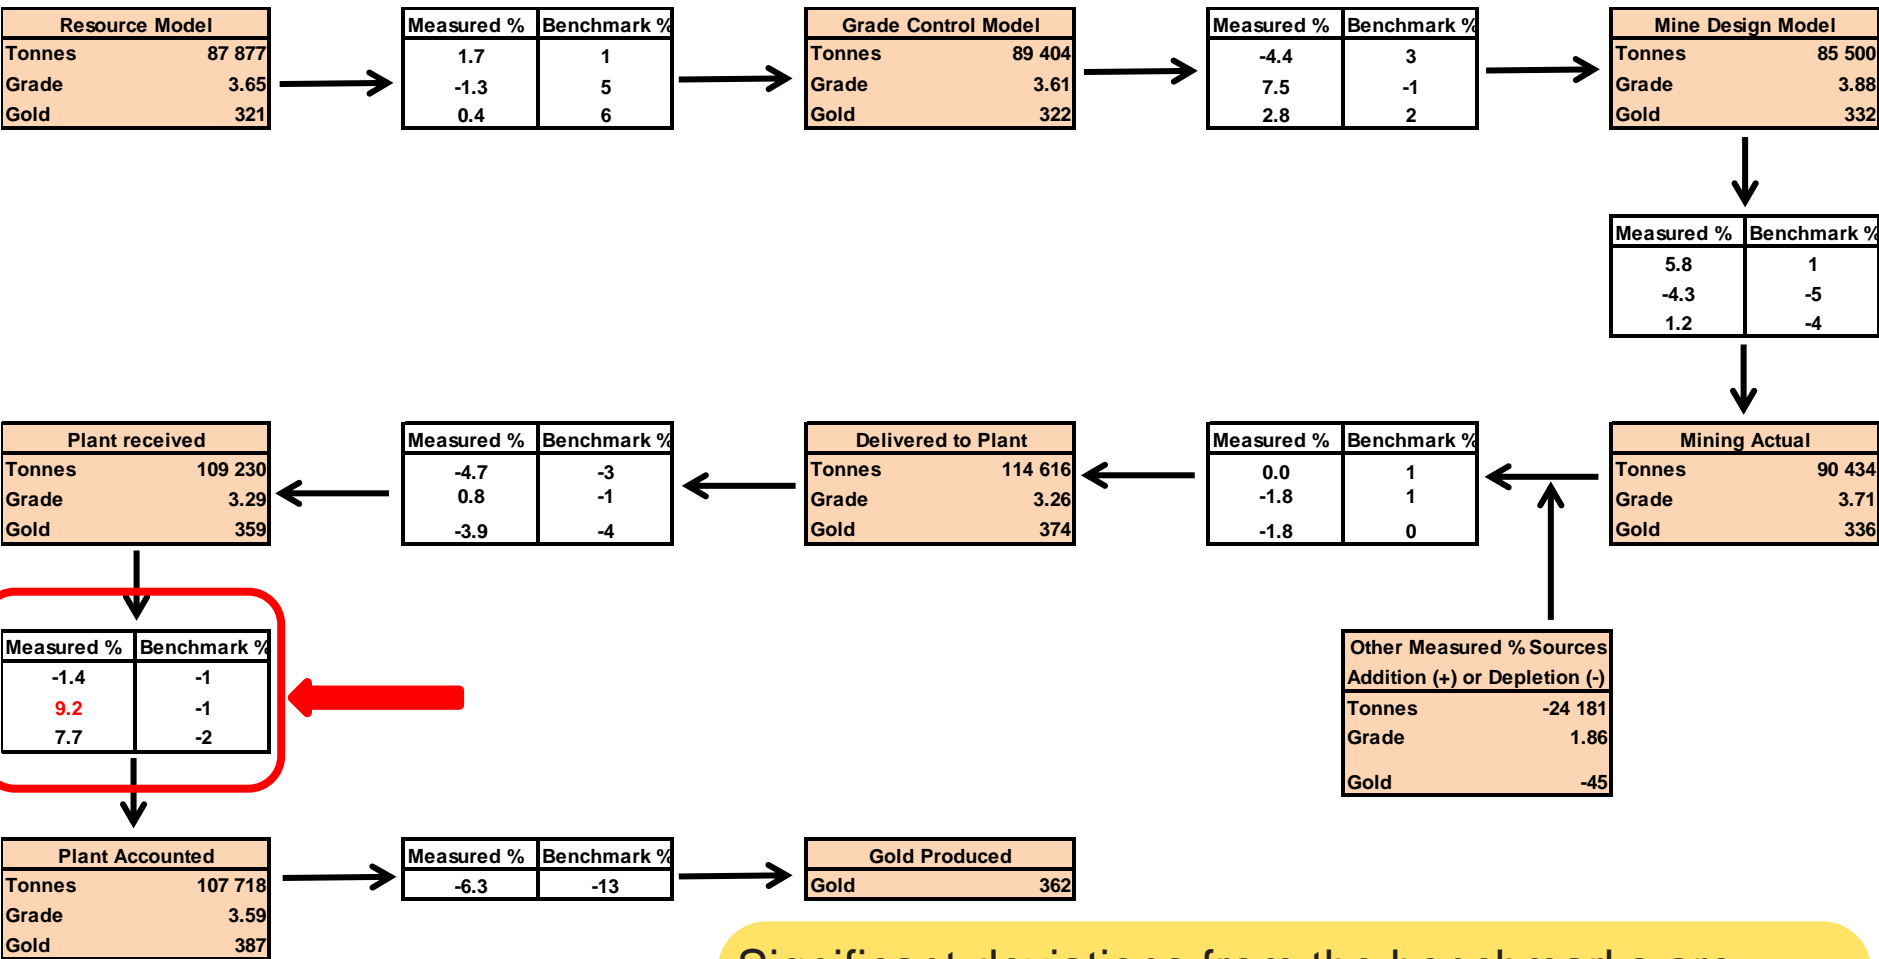 Resource Model
Tonnes 87 877
Grade 3.65
Gold 321
Measured % Benchmark %
1.7 1
-1.3 5
0.4 6
Grade Control Model
Tonnes 89 404
Grade 3.61
Gold 322
Measured % Benchmark %
-4.4 3
7.5 -1
2.8 2
Mine Design Model
Tonnes 85 500
Grade 3.88
Gold 332
Measured % Benchmark %
5.8 1
-4.3 -5
1.2 -4
Mining Actual
Tonnes 90 434
Grade 3.71
Gold 336
Other Measured % Sources
Addition (+) or Depletion (-)
Tonnes -24 181
Grade 1.86
Gold -45
Measured % Benchmark %
0.0 1
-1.8 1
-1.8 0
Delivered to Plant
Tonnes 114 616
Grade 3.26
Gold 374
Measured % Benchmark %
-4.7 -3
0.8 -1
-3.9 -4
Plant received
Tonnes 109 230
Grade 3.29
Gold 359
Measured % Benchmark %
-1.4 -1
9.2 -1
7.7 -2
Plant Accounted
Tonnes 107 718
Grade 3.59
Gold 387
Measured % Benchmark %
-6.3 -13
Gold Produced
Gold 362
Significant deviations from the benchmarks are